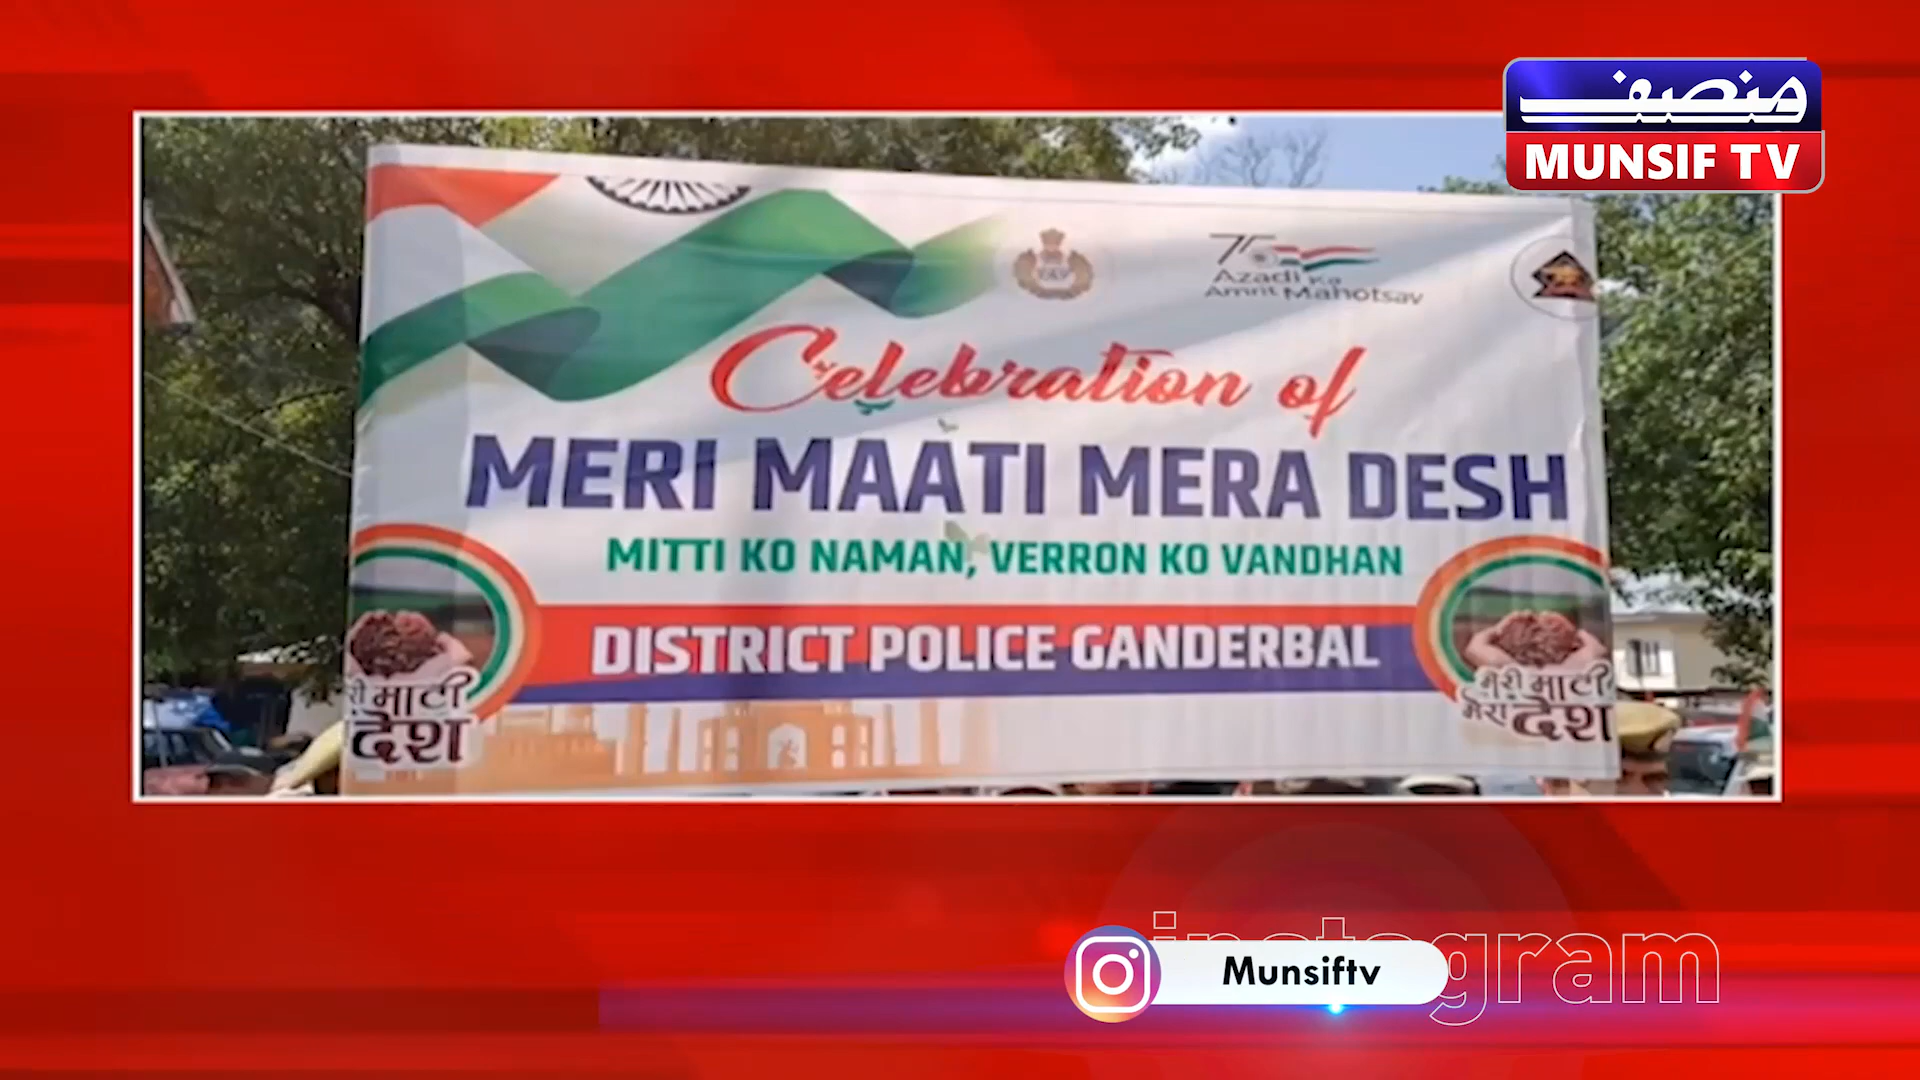 منصف
MUNSIF TV
75
Azadi Ka
Amrit Mahotsav
Celebration of
MERI MAATI MERA DESH
MITTI KO NAMAN, VERRON KO VANDHAN
DISTRICT POLICE GANDERBAL
माटी
देश
मेरी माटी
मेरा देश
instagram
Munsiftv